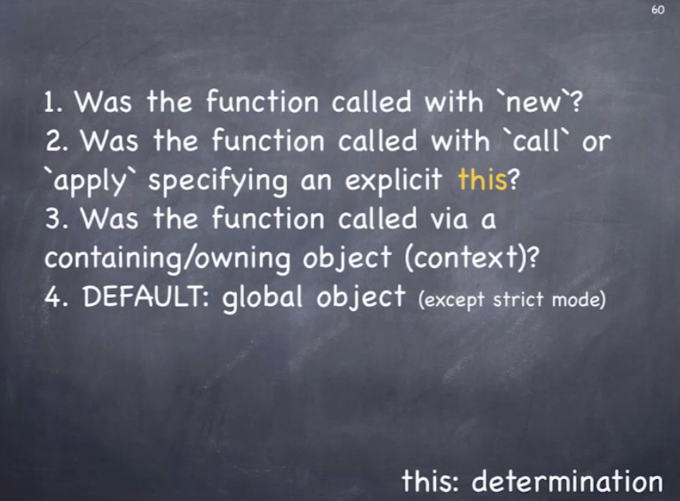 60
1. Was the function called with `new`?
2. Was the function called with `call` or
`apply` specifying an explicit this?
3. Was the function called via a
containing/owning object (context)?
4. DEFAULT: global object (except strict mode)
this: determination